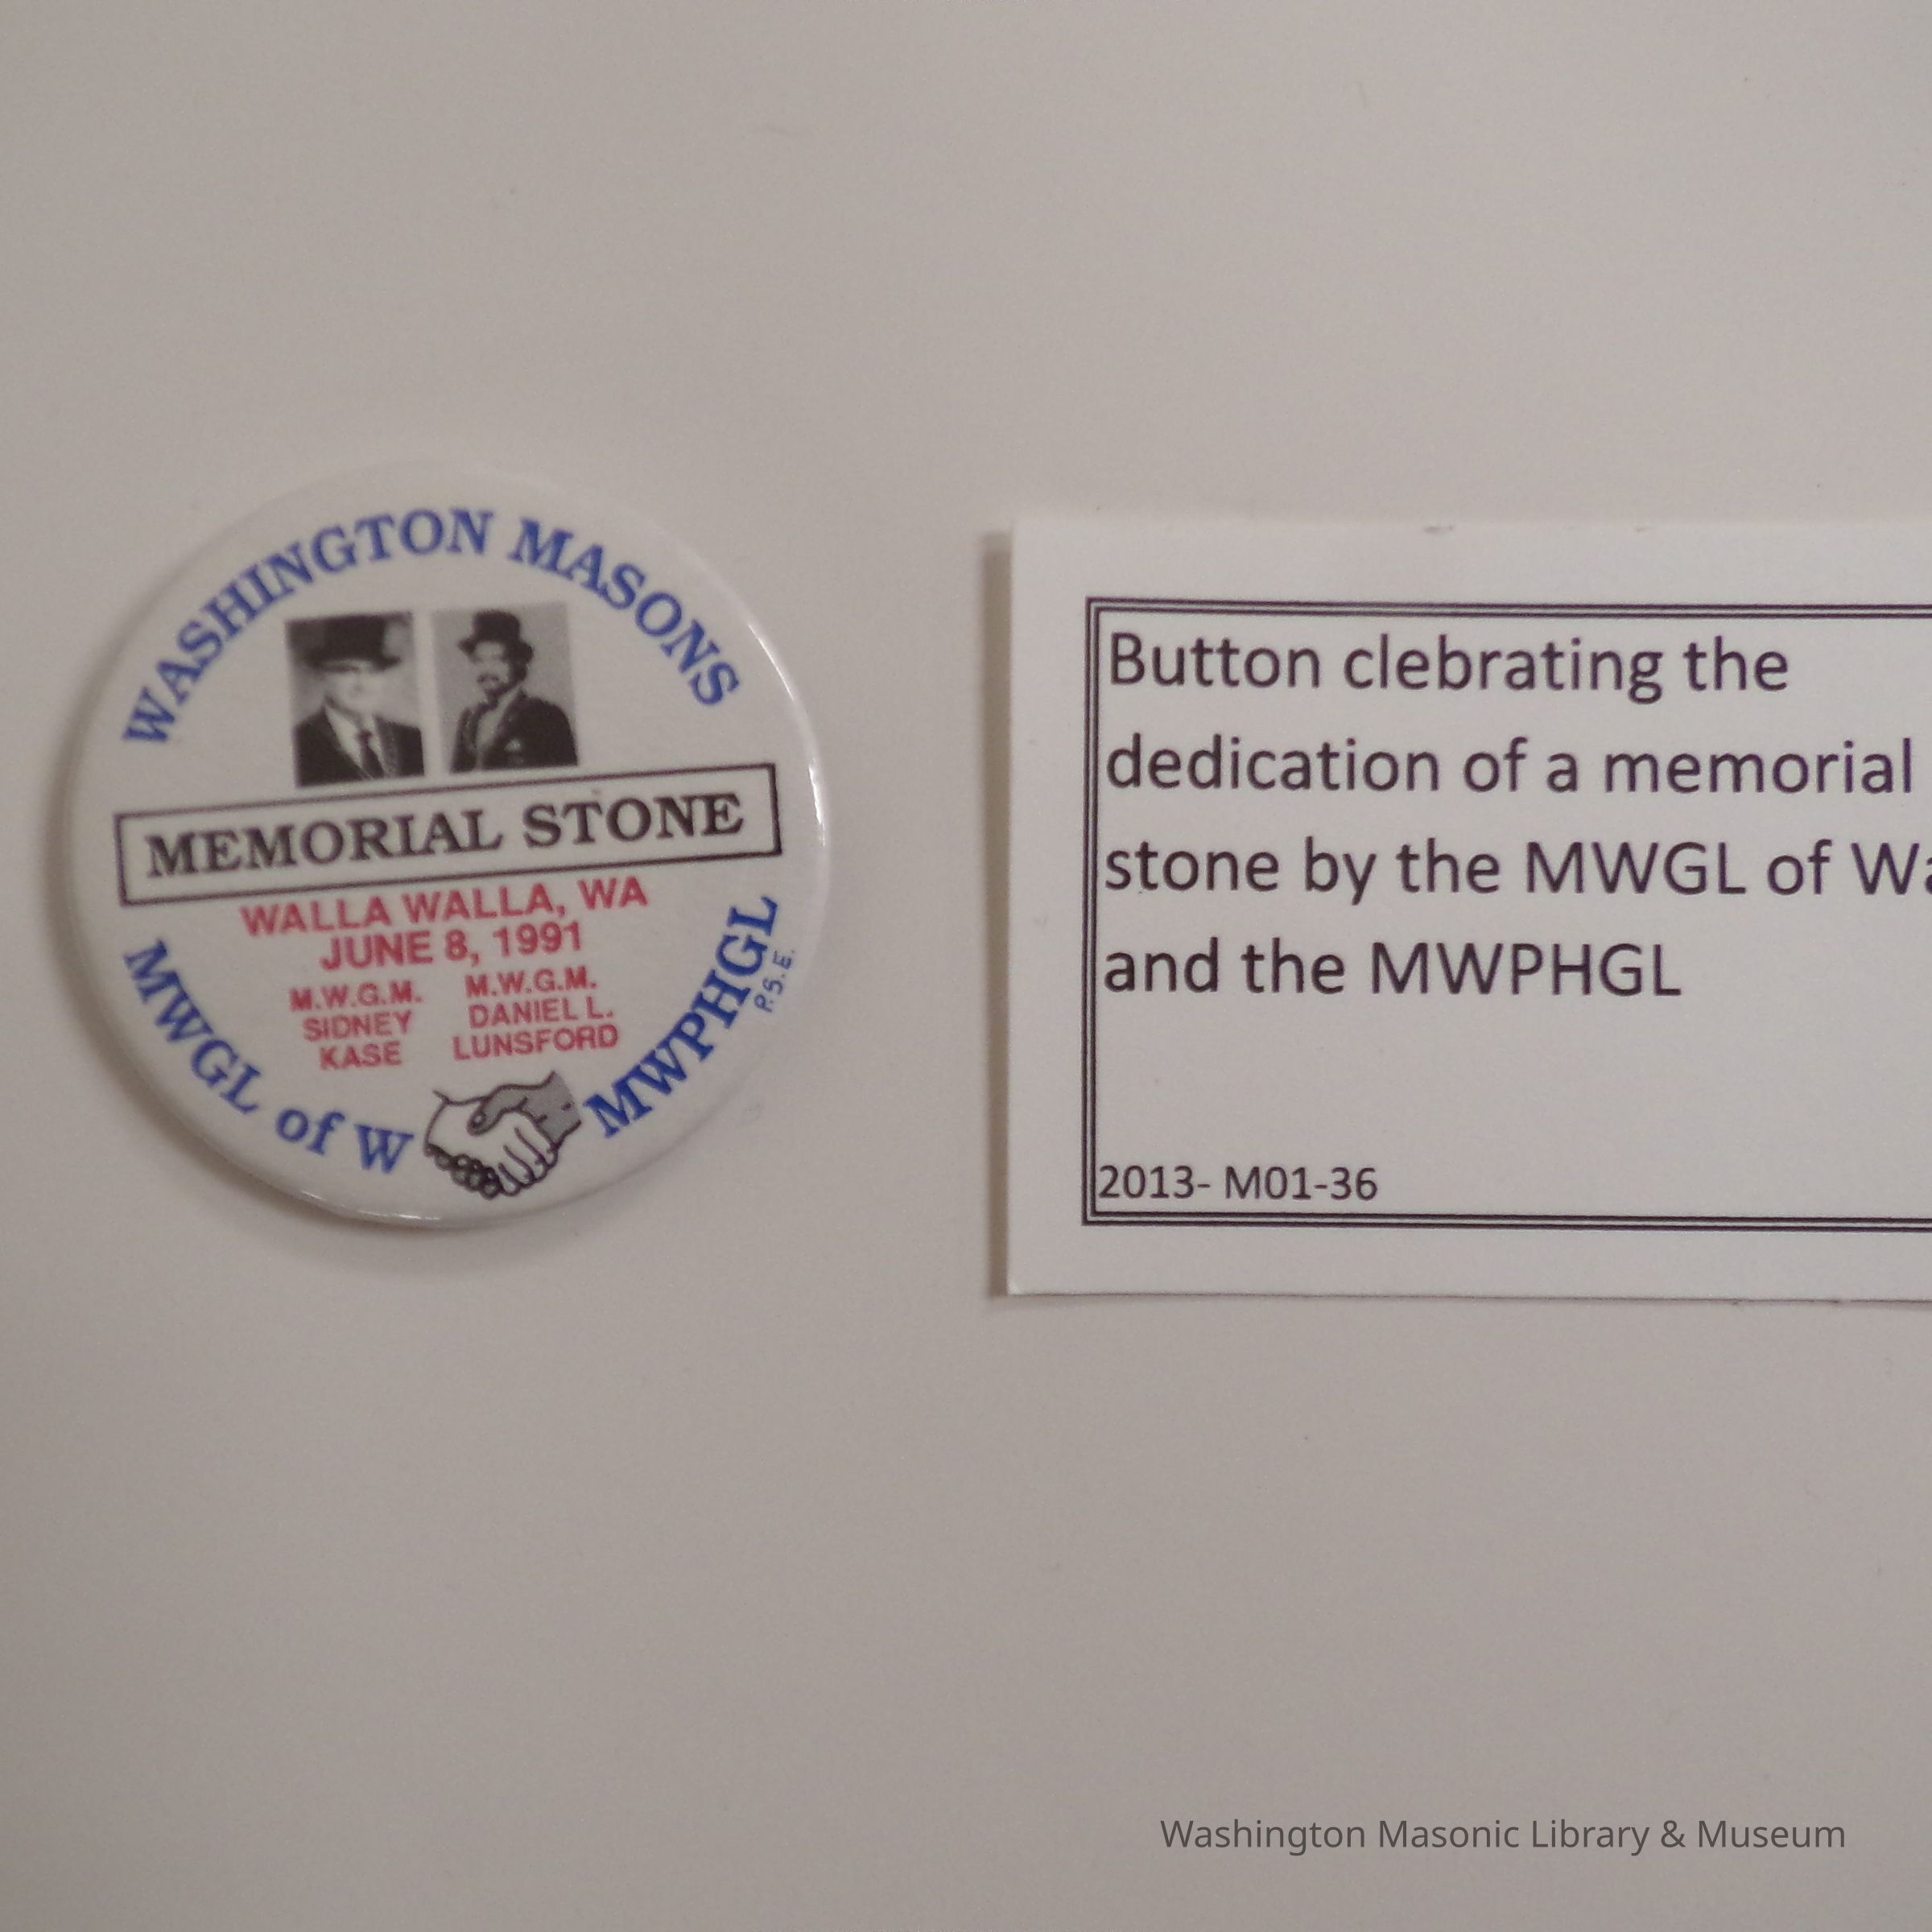 WASHINGTON MASONS
MEMORIAL STONE
WALLA WALLA, WA
JUNE 8, 1991
M.W.G.M.
SIDNEY
KASE
M.W.G.M.
DANIEL L.
LUNSFORD
MWGL of W
MWPHGL
P.S.E.
Button clebrating the
dedication of a memorial
stone by the MWGL of Wa
and the MWPHGL
2013- M01-36
Washington Masonic Library & Museum